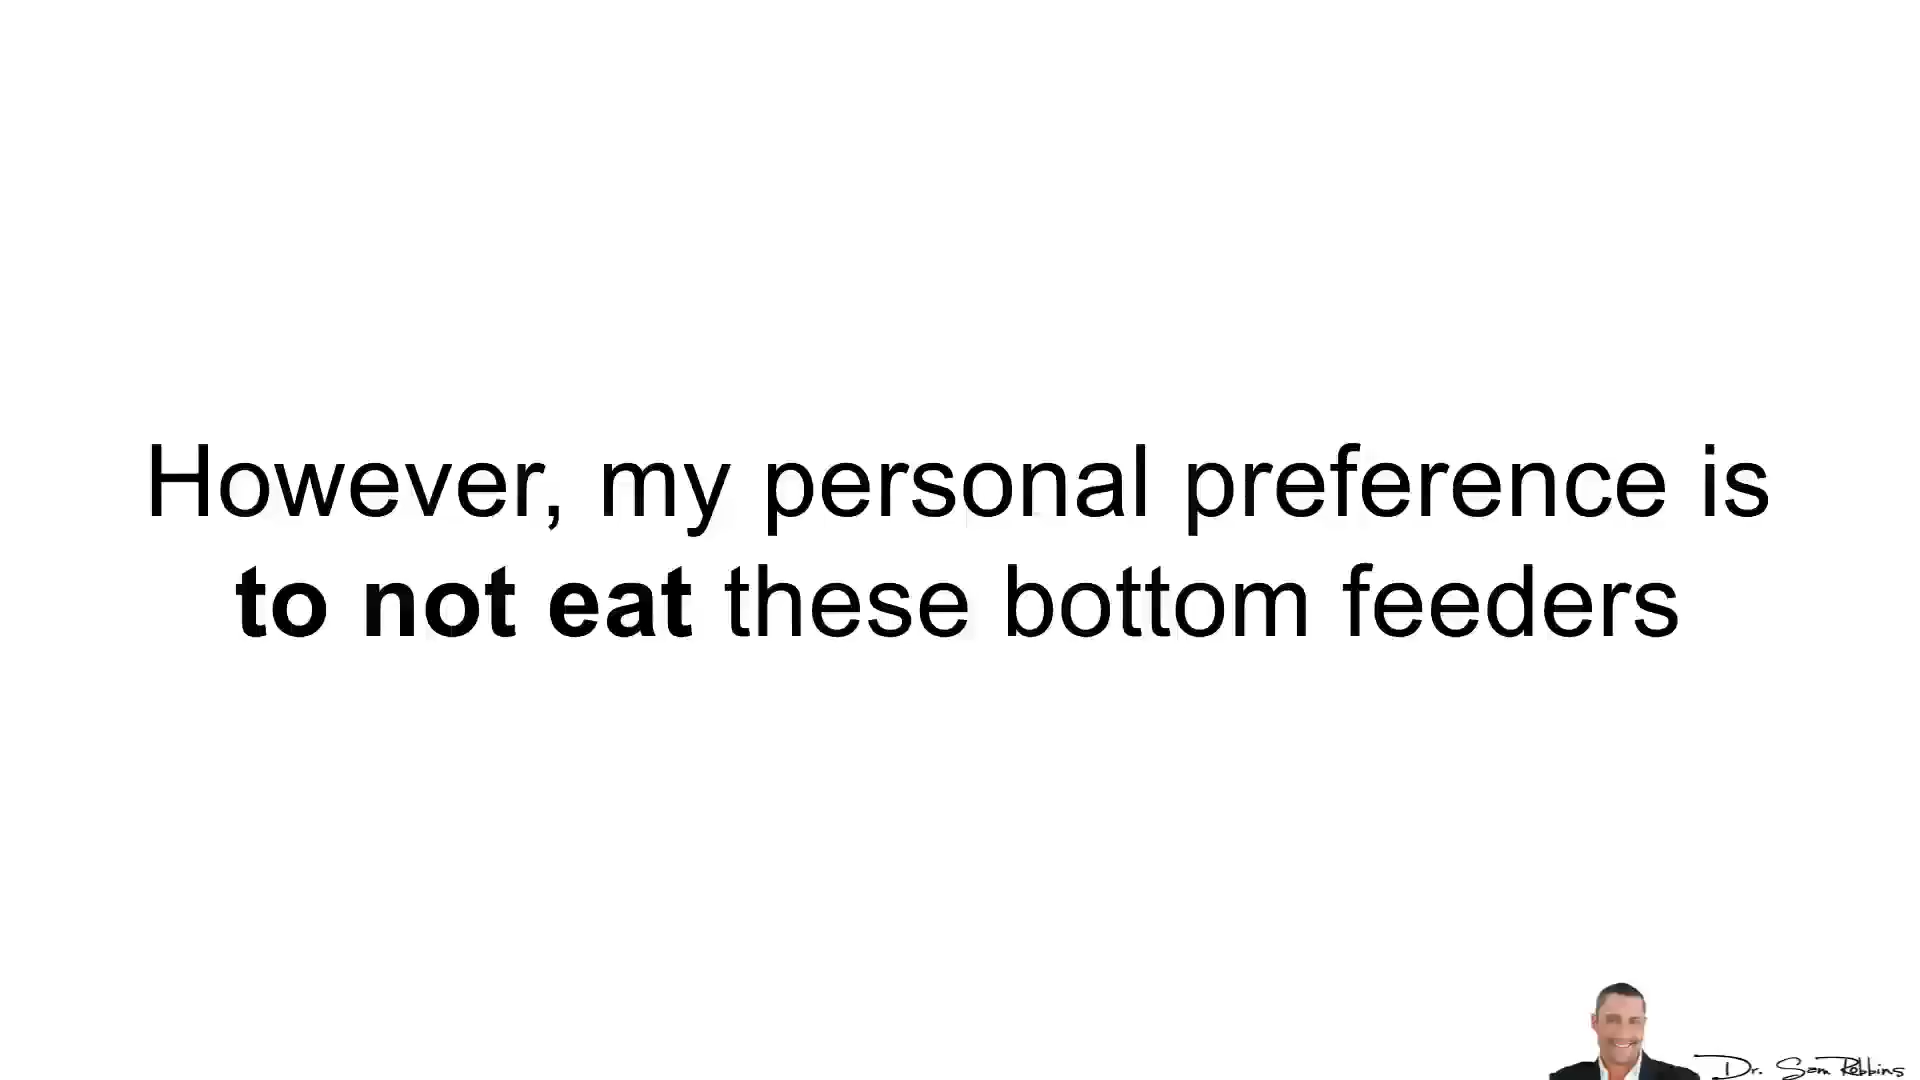 However, my personal preference is
to not eat these bottom feeders
Dr. Sam Robbins